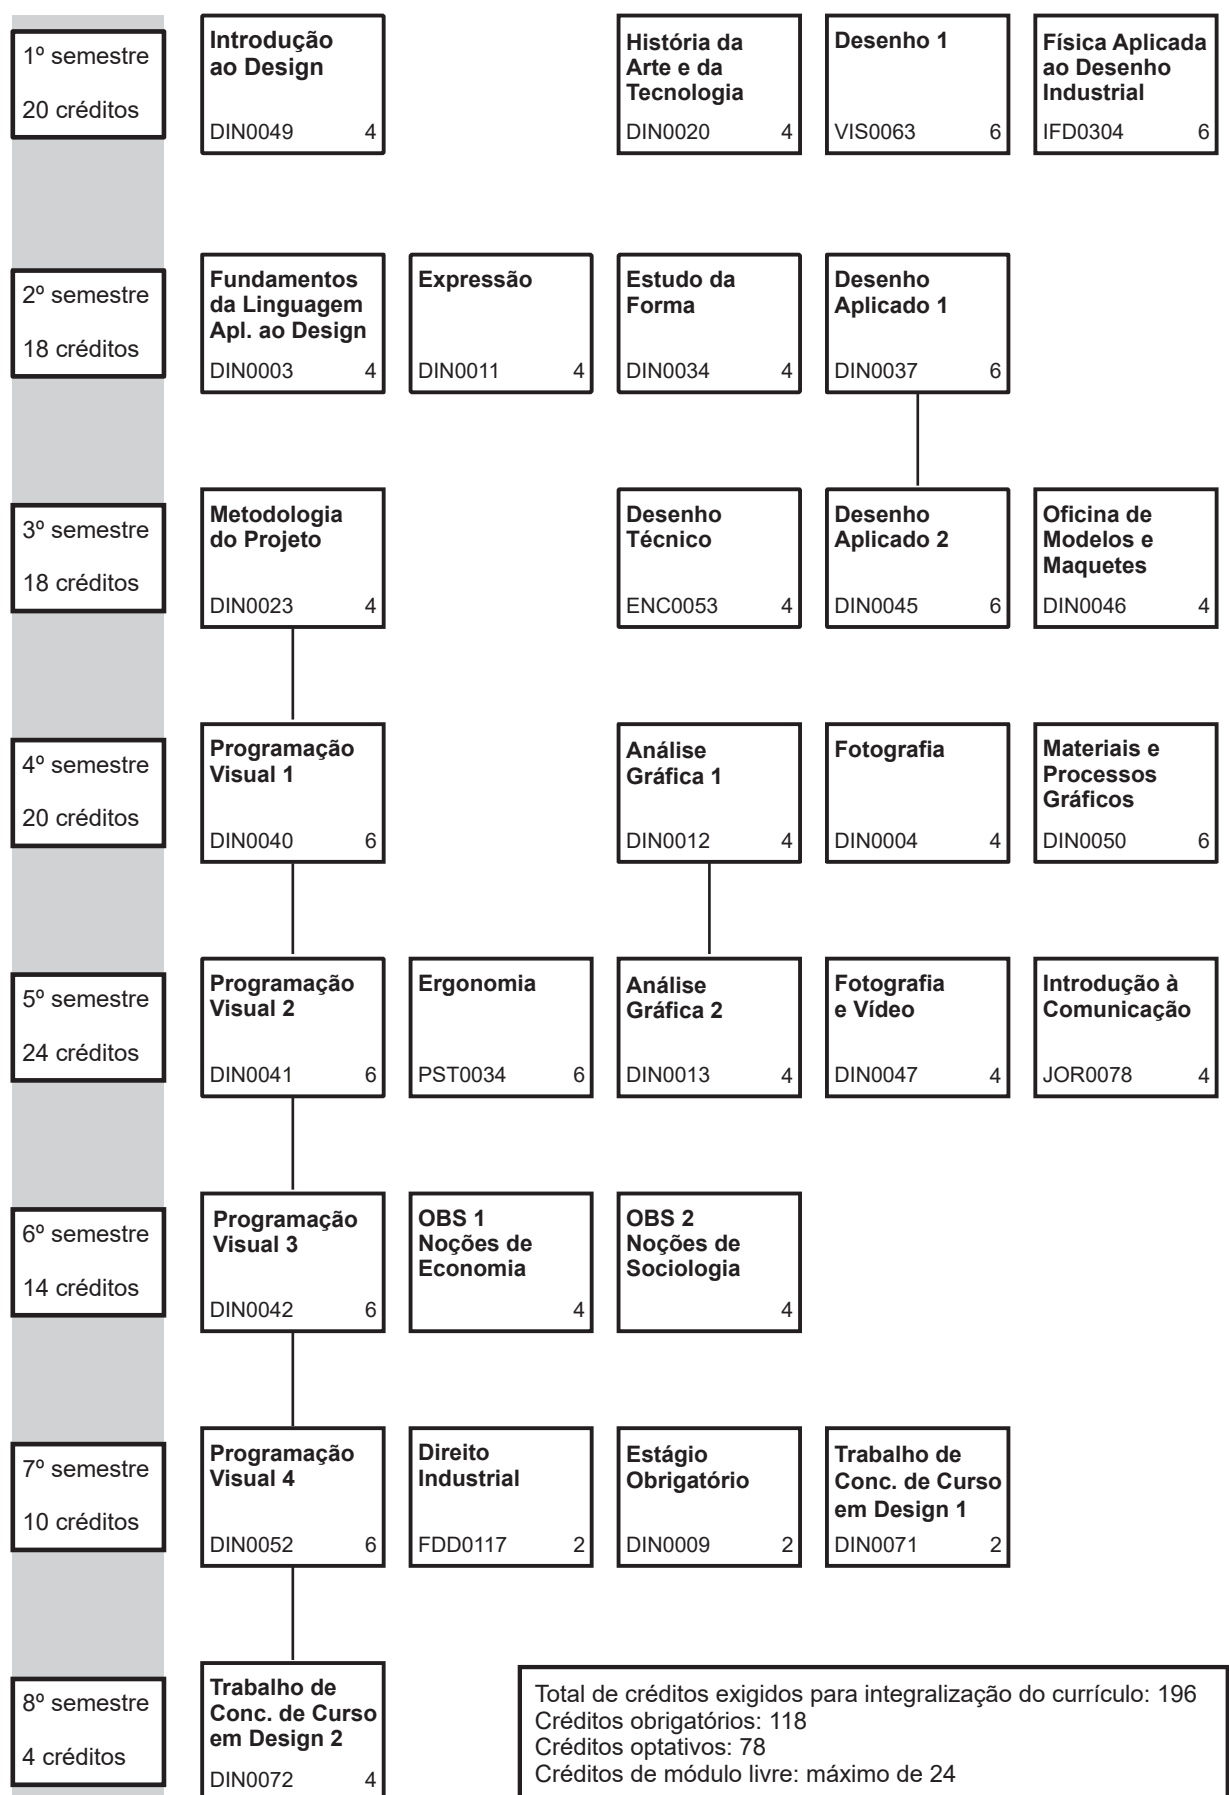 1º semestre
20 créditos
Introdução
ao Design
DIN0049 4
História da
Arte e da
Tecnologia
DIN0020 4
Desenho 1
VIS0063 6
Física Aplicada
ao Desenho
Industrial
IFD0304 6
2º semestre
18 créditos
Fundamentos
da Linguagem
Apl. ao Design
DIN0003 4
Expressão
DIN0011 4
Estudo da
Forma
DIN0034 4
Desenho
Aplicado 1
DIN0037 6
3º semestre
18 créditos
Metodologia
do Projeto
DIN0023 4
Desenho
Técnico
ENC0053 4
Desenho
Aplicado 2
DIN0045 6
Oficina de
Modelos e
Maquetes
DIN0046 4
4º semestre
20 créditos
Programação
Visual 1
DIN0040 6
Análise
Gráfica 1
DIN0012 4
Fotografia
DIN0004 4
Materiais e
Processos
Gráficos
DIN0050 6
5º semestre
24 créditos
Programação
Visual 2
DIN0041 6
Ergonomia
PST0034 6
Análise
Gráfica 2
DIN0013 4
Fotografia
e Vídeo
DIN0047 4
Introdução à
Comunicação
JOR0078 4
6º semestre
14 créditos
Programação
Visual 3
DIN0042 6
OBS 1
Noções de
Economia
4
OBS 2
Noções de
Sociologia
4
7º semestre
10 créditos
Programação
Visual 4
DIN0052 6
Direito
Industrial
FDD0117 2
Estágio
Obrigatório
DIN0009 2
Trabalho de
Conc. de Curso
em Design 1
DIN0071 2
8º semestre
4 créditos
Trabalho de
Conc. de Curso
em Design 2
DIN0072 4
Total de créditos exigidos para integralização do currículo: 196
Créditos obrigatórios: 118
Créditos optativos: 78
Créditos de módulo livre: máximo de 24